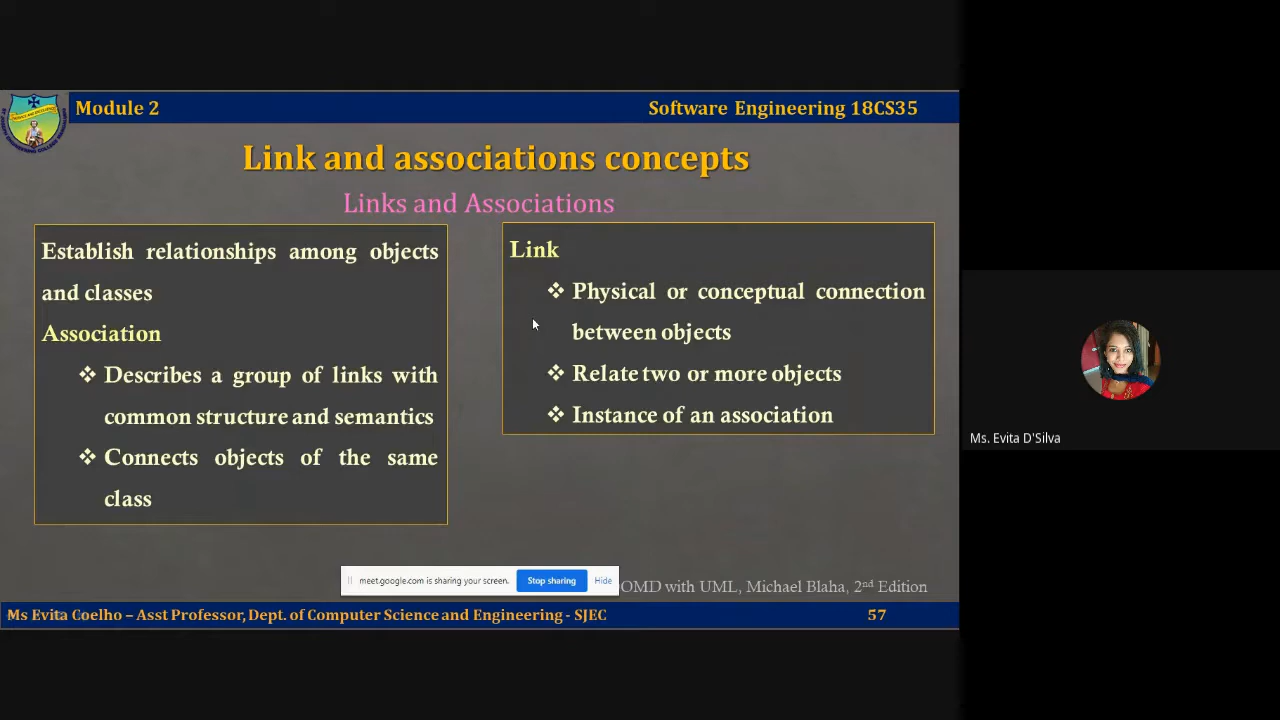 Module 2
Software Engineering 18CS35
Link and associations concepts
Links and Associations
Establish relationships among objects
and classes
Association
❖ Describes a group of links with
common structure and semantics
❖ Connects objects of the same
class
Link
❖ Physical or conceptual connection
between objects
❖ Relate two or more objects
❖ Instance of an association
Ms. Evita D'Silva
meet.google.com is sharing your screen.
Stop sharing
Hide
OMD with UML, Michael Blaha, 2nd Edition
Ms Evita Coelho – Asst Professor, Dept. of Computer Science and Engineering - SJEC
57